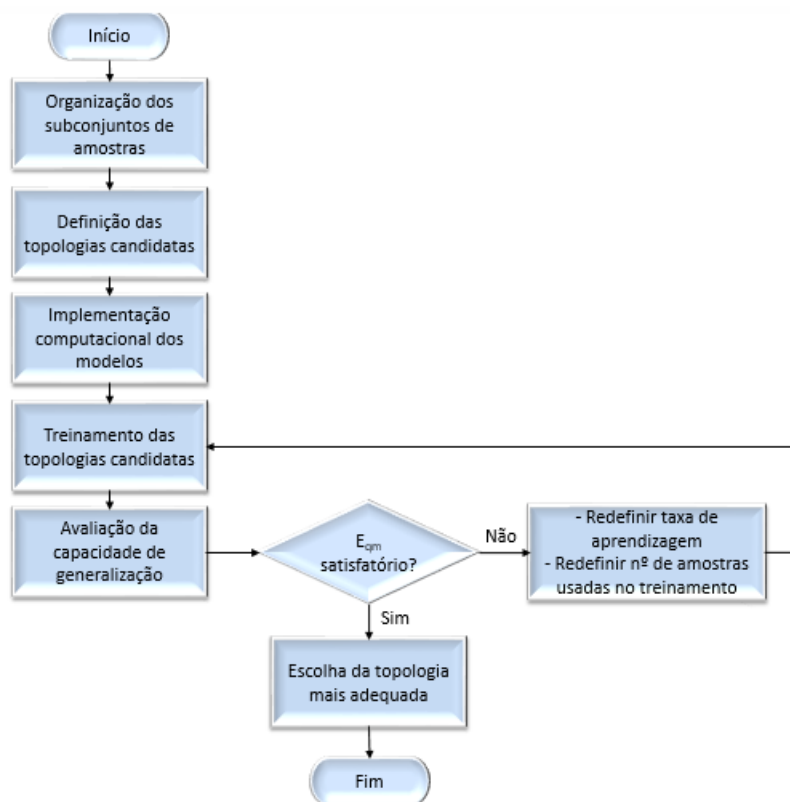 Início
Organização dos
subconjuntos de
amostras
Definição das
topologias candidatas
Implementação
computacional dos
modelos
Treinamento das
topologias candidatas
Avaliação da
capacidade de
generalização
Eqm
satisfatório?
Não
- Redefinir taxa de
aprendizagem
- Redefinir nº de amostras
usadas no treinamento
Sim
Escolha da topologia
mais adequada
Fim